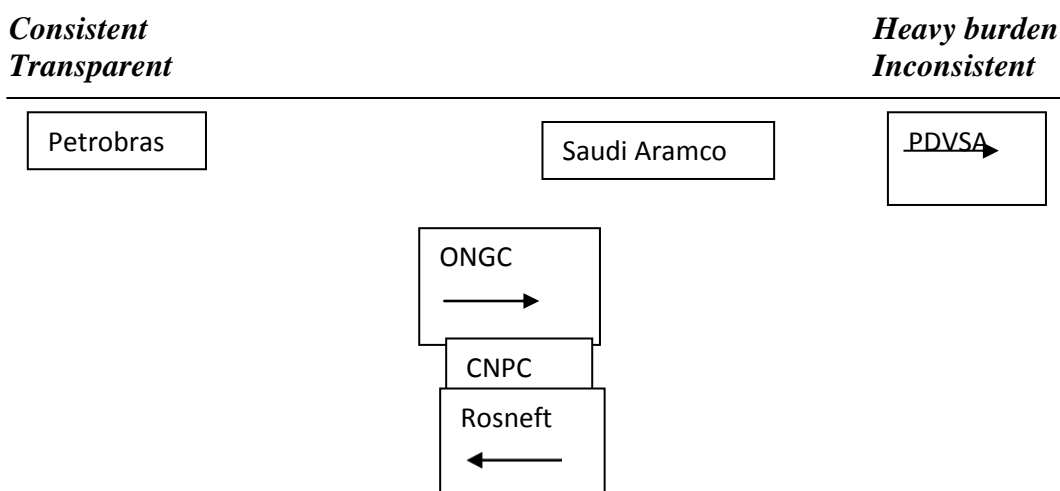 Consistent
Transparent
Heavy burden
Inconsistent
Petrobras
Saudi Aramco
PDVSA
ONGC
CNPC
Rosneft